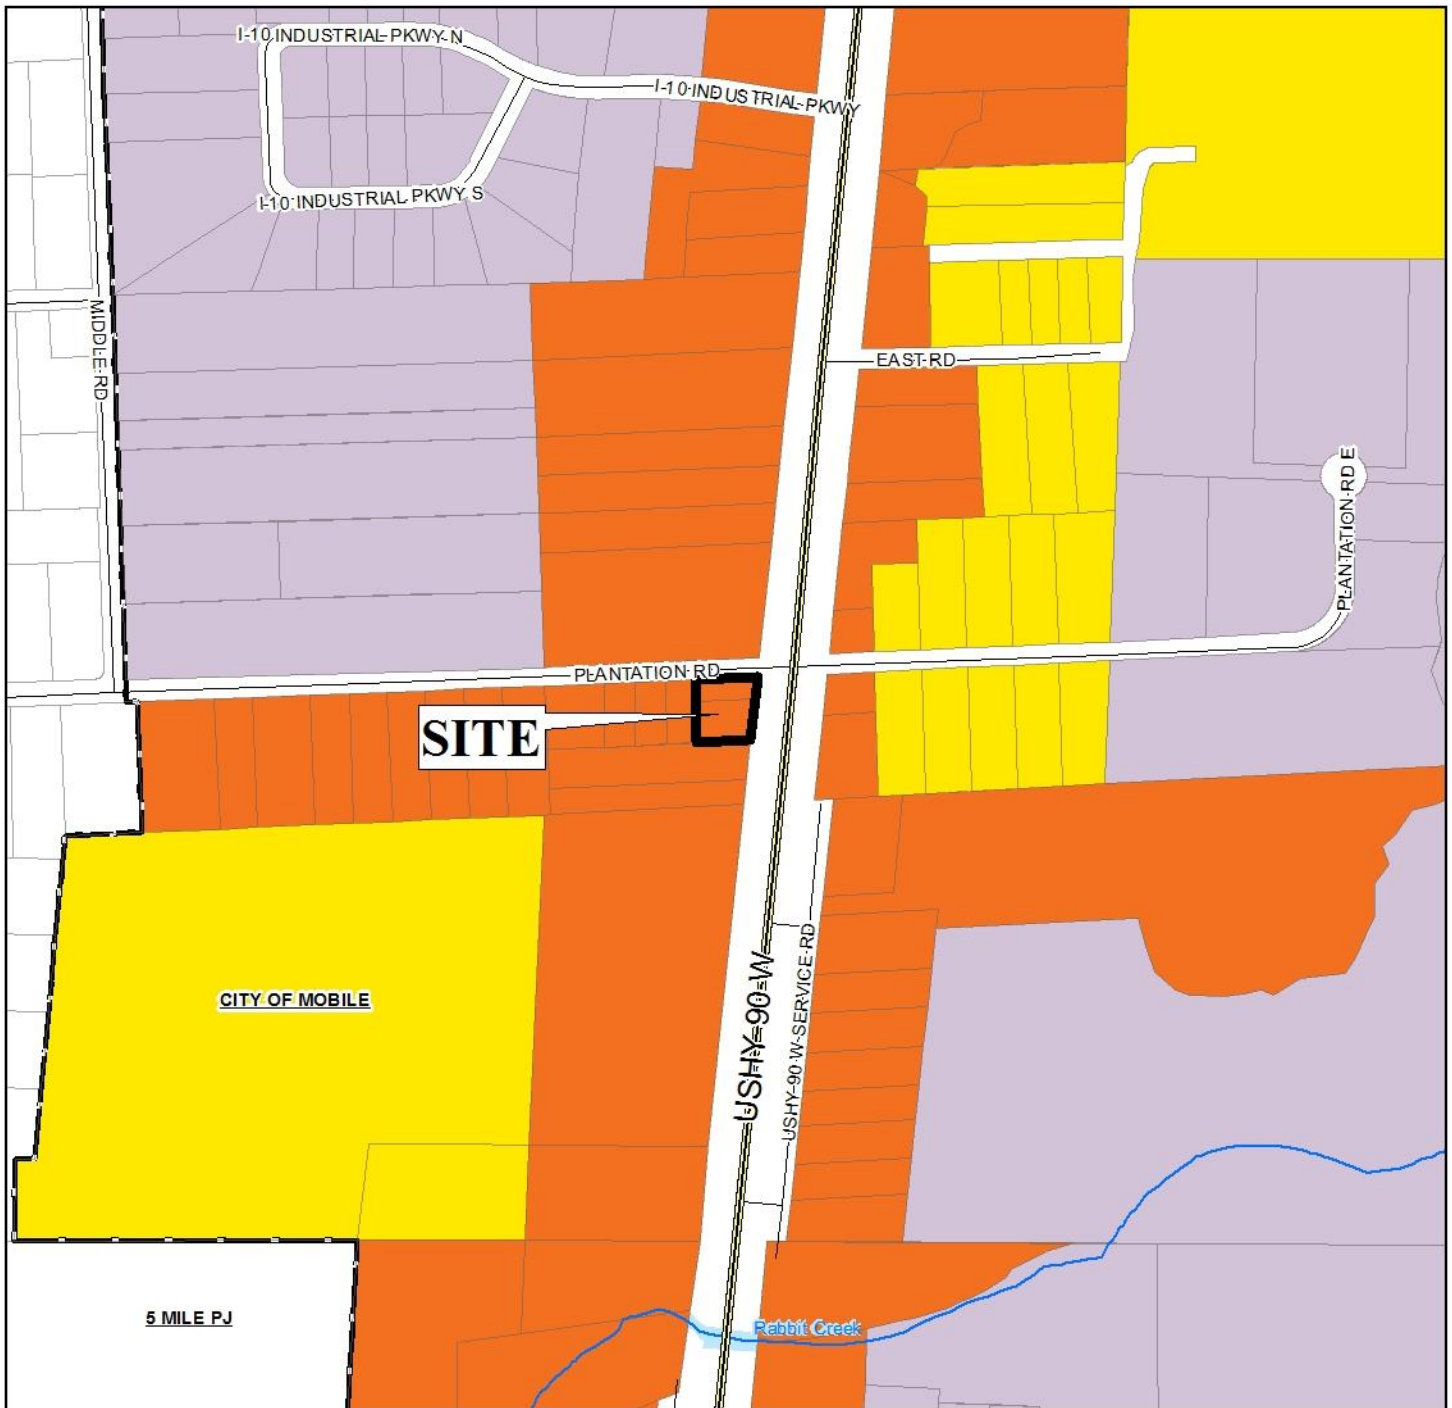 I-10 INDUSTRIAL PKWY N
I-10 INDUSTRIAL PKWY
I-10 INDUSTRIAL PKWY S
MIDDLE RD
EAST RD
PLANTATION RD E
PLANTATION RD
SITE
CITY OF MOBILE
USHY 90 W
USHY 90 W SERVICE RD
5 MILE PJ
Rabbit Creek